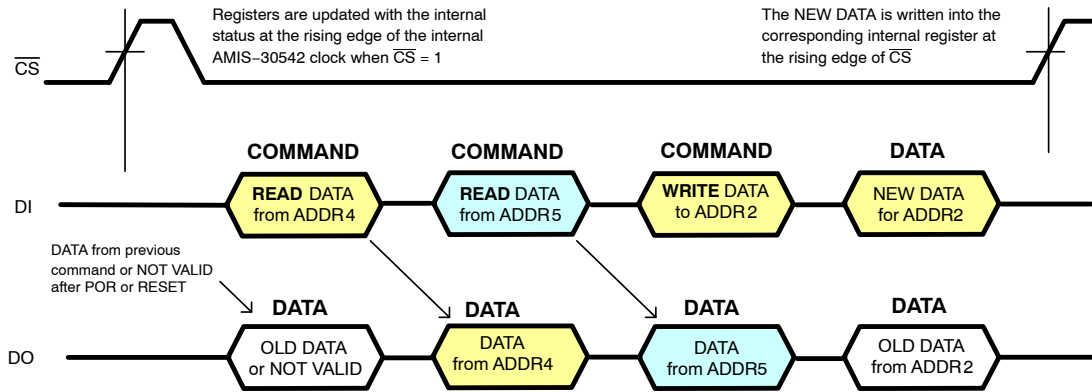 Registers are updated with the internal
status at the rising edge of the internal
AMIS−30542 clock when CS = 1
The NEW DATA is written into the
corresponding internal register at
the rising edge of CS
CS
COMMAND
COMMAND
COMMAND
DATA
DI
READ DATA
from ADDR4
READ DATA
from ADDR5
WRITE DATA
to ADDR2
NEW DATA
for ADDR2
DATA from previous
command or NOT VALID
after POR or RESET
DATA
DATA
DATA
DATA
DO
OLD DATA
or NOT VALID
DATA
from ADDR4
DATA
from ADDR5
OLD DATA
from ADDR2